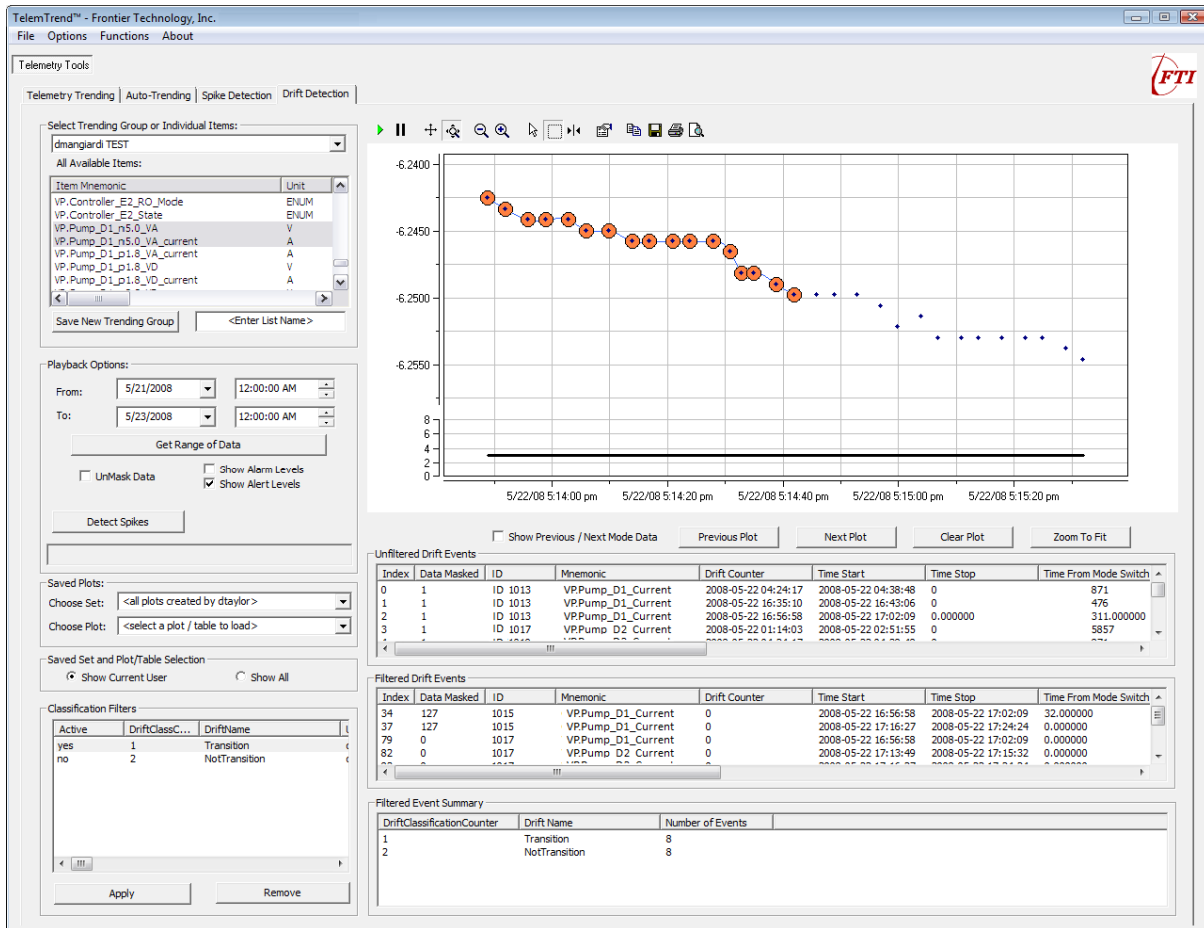 TelemTrend™ - Frontier Technology, Inc.
File Options Functions About
Telemetry Tools
FTI
Telemetry Trending Auto-Trending Spike Detection Drift Detection
Select Trending Group or Individual Items:
dmangiardi TEST
All Available Items:
Item Mnemonic Unit
VP.Controller_E2_RO_Mode ENUM
VP.Controller_E2_State ENUM
VP.Pump_D1_n5.0_VA V
VP.Pump_D1_n5.0_VA_current A
VP.Pump_D1_p1.8_VA_current A
VP.Pump_D1_p1.8_VD V
VP.Pump_D1_p1.8_VD_current A
Save New Trending Group <Enter List Name>
Playback Options:
From: 5/21/2008 12:00:00 AM
To: 5/23/2008 12:00:00 AM
Get Range of Data
UnMask Data
Show Alarm Levels
Show Alert Levels
Detect Spikes
Saved Plots:
Choose Set: <all plots created by dtaylor>
Choose Plot: <select a plot / table to load>
Saved Set and Plot/Table Selection
Show Current User Show All
Classification Filters
Active DriftClassC... DriftName
yes 1 Transition
no 2 NotTransition
Apply Remove
-6.2400
-6.2450
-6.2500
-6.2550
8
6
4
2
0
5/22/08 5:14:00 pm 5/22/08 5:14:20 pm 5/22/08 5:14:40 pm 5/22/08 5:15:00 pm 5/22/08 5:15:20 pm
Show Previous / Next Mode Data Previous Plot Next Plot Clear Plot Zoom To Fit
Unfiltered Drift Events
Index Data Masked ID Mnemonic Drift Counter Time Start Time Stop Time From Mode Switch
0 1 ID 1013 VP.Pump_D1_Current 2008-05-22 04:24:17 2008-05-22 04:38:48 0 871
1 1 ID 1013 VP.Pump_D1_Current 2008-05-22 16:35:10 2008-05-22 16:43:06 0 476
2 1 ID 1013 VP.Pump_D1_Current 2008-05-22 16:56:58 2008-05-22 17:02:09 0.000000 311.000000
3 1 ID 1017 VP.Pump_D2_Current 2008-05-22 01:14:03 2008-05-22 02:51:55 0 5857
Filtered Drift Events
Index Data Masked ID Mnemonic Drift Counter Time Start Time Stop Time From Mode Switch
34 127 1015 VP.Pump_D1_Current 0 2008-05-22 16:56:58 2008-05-22 17:02:09 32.000000
37 127 1015 VP.Pump_D1_Current 0 2008-05-22 17:16:27 2008-05-22 17:24:24 0.000000
79 0 1017 VP.Pump_D1_Current 0 2008-05-22 16:56:58 2008-05-22 17:02:09 0.000000
82 0 1017 VP.Pump_D2_Current 0 2008-05-22 17:13:49 2008-05-22 17:15:32 0.000000
Filtered Event Summary
DriftClassificationCounter Drift Name Number of Events
1 Transition 8
2 NotTransition 8